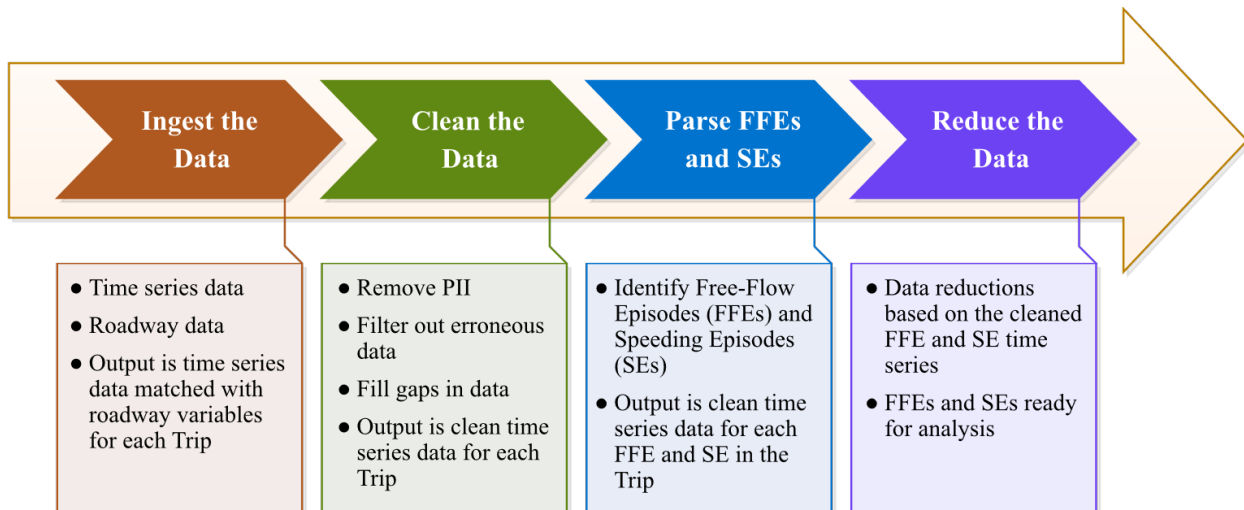 Ingest the
Data
Clean the
Data
Parse FFEs
and SEs
Reduce the
Data
● Time series data
● Roadway data
● Output is time series
data matched with
roadway variables
for each Trip
● Remove PII
● Filter out erroneous
data
● Fill gaps in data
● Output is clean time
series data for each
Trip
● Identify Free-Flow
Episodes (FFEs) and
Speeding Episodes
(SEs)
● Output is clean time
series data for each
FFE and SE in the
Trip
● Data reductions
based on the cleaned
FFE and SE time
series
● FFEs and SEs ready
for analysis